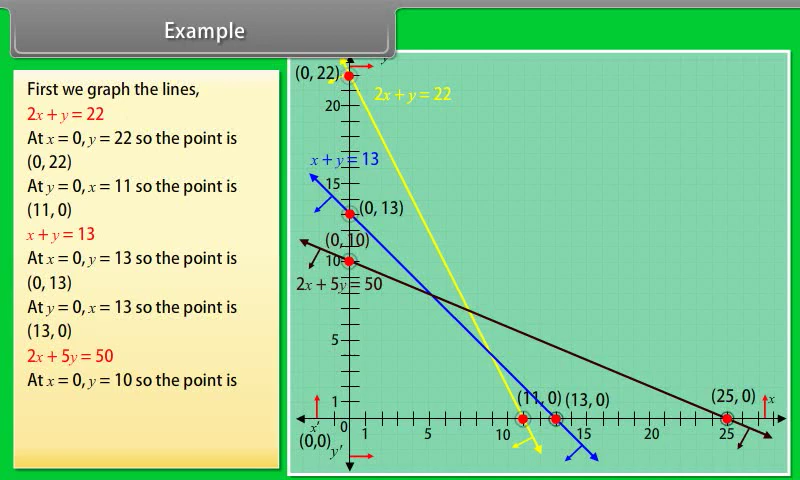 Example
First we graph the lines,
2x + y = 22
At x = 0, y = 22 so the point is
(0, 22)
At y = 0, x = 11 so the point is
(11, 0)
x + y = 13
At x = 0, y = 13 so the point is
(0, 13)
At y = 0, x = 13 so the point is
(13, 0)
2x + 5y = 50
At x = 0, y = 10 so the point is
y
(0, 22)
2x + y = 22
20
x + y = 13
15
(0, 13)
(0, 10)
10
2x + 5y = 50
5
(11, 0) (13, 0) (25, 0)
1
x
x′ 0 1 5 10 15 20 25
(0,0) y′